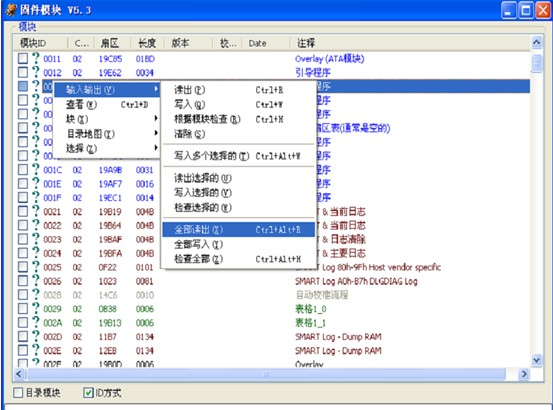 固件模块 V5.3
模块
模块ID C... 扇区 长度 版本 校... Date 注释
0011 02 19C85 018D Overlay (ATA模块)
0012 02 19E62 0034 引导程序
00 程序
输入输出(V)
查看(W) Ctrl+D
块(X)
目录地图(Y)
选择(Z)
读出(P) Ctrl+R
写入(Q) Ctrl+W
根据模块检查(R) Ctrl+H
清除(S)
写入多个选择的(T) Ctrl+Alt+W
读出选择的(U)
写入选择的(V)
检查选择的(W)
全部读出(X) Ctrl+Alt+R
全部写入(Y)
检查全部(Z) Ctrl+Alt+H
程序
程序
区表(通常是空的)
程序
程序
001C 02 19A9B 0031 程序
001E 02 19AF7 0016 程序
001F 02 19EC1 0014 程序
0021 02 19B19 004B & 当前日志
0022 02 19B64 004B & 当前日志
0023 02 19BAF 004B & 日志清除
0024 02 19BFA 004B & 主要日志
0025 02 0F22 0101 SMART Log 80h-9Fh Host vendor specific
0026 02 1023 0081 SMART Log A0h-B7h DLGDIAG Log
0028 02 14C6 0010 自动校准流程
0029 02 0838 0006 表格1_0
002A 02 19B13 0006 表格1_1
002D 02 11B7 0134 SMART Log - Dump RAM
002E 02 12EB 0134 SMART Log - Dump RAM
002F 02 19B0D 0006 Overlay
目录模块 ID方式